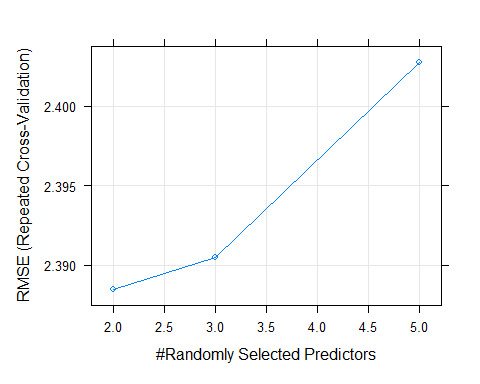 RMSE (Repeated Cross-Validation)
2.400
2.395
2.390
2.0 2.5 3.0 3.5 4.0 4.5 5.0
#Randomly Selected Predictors